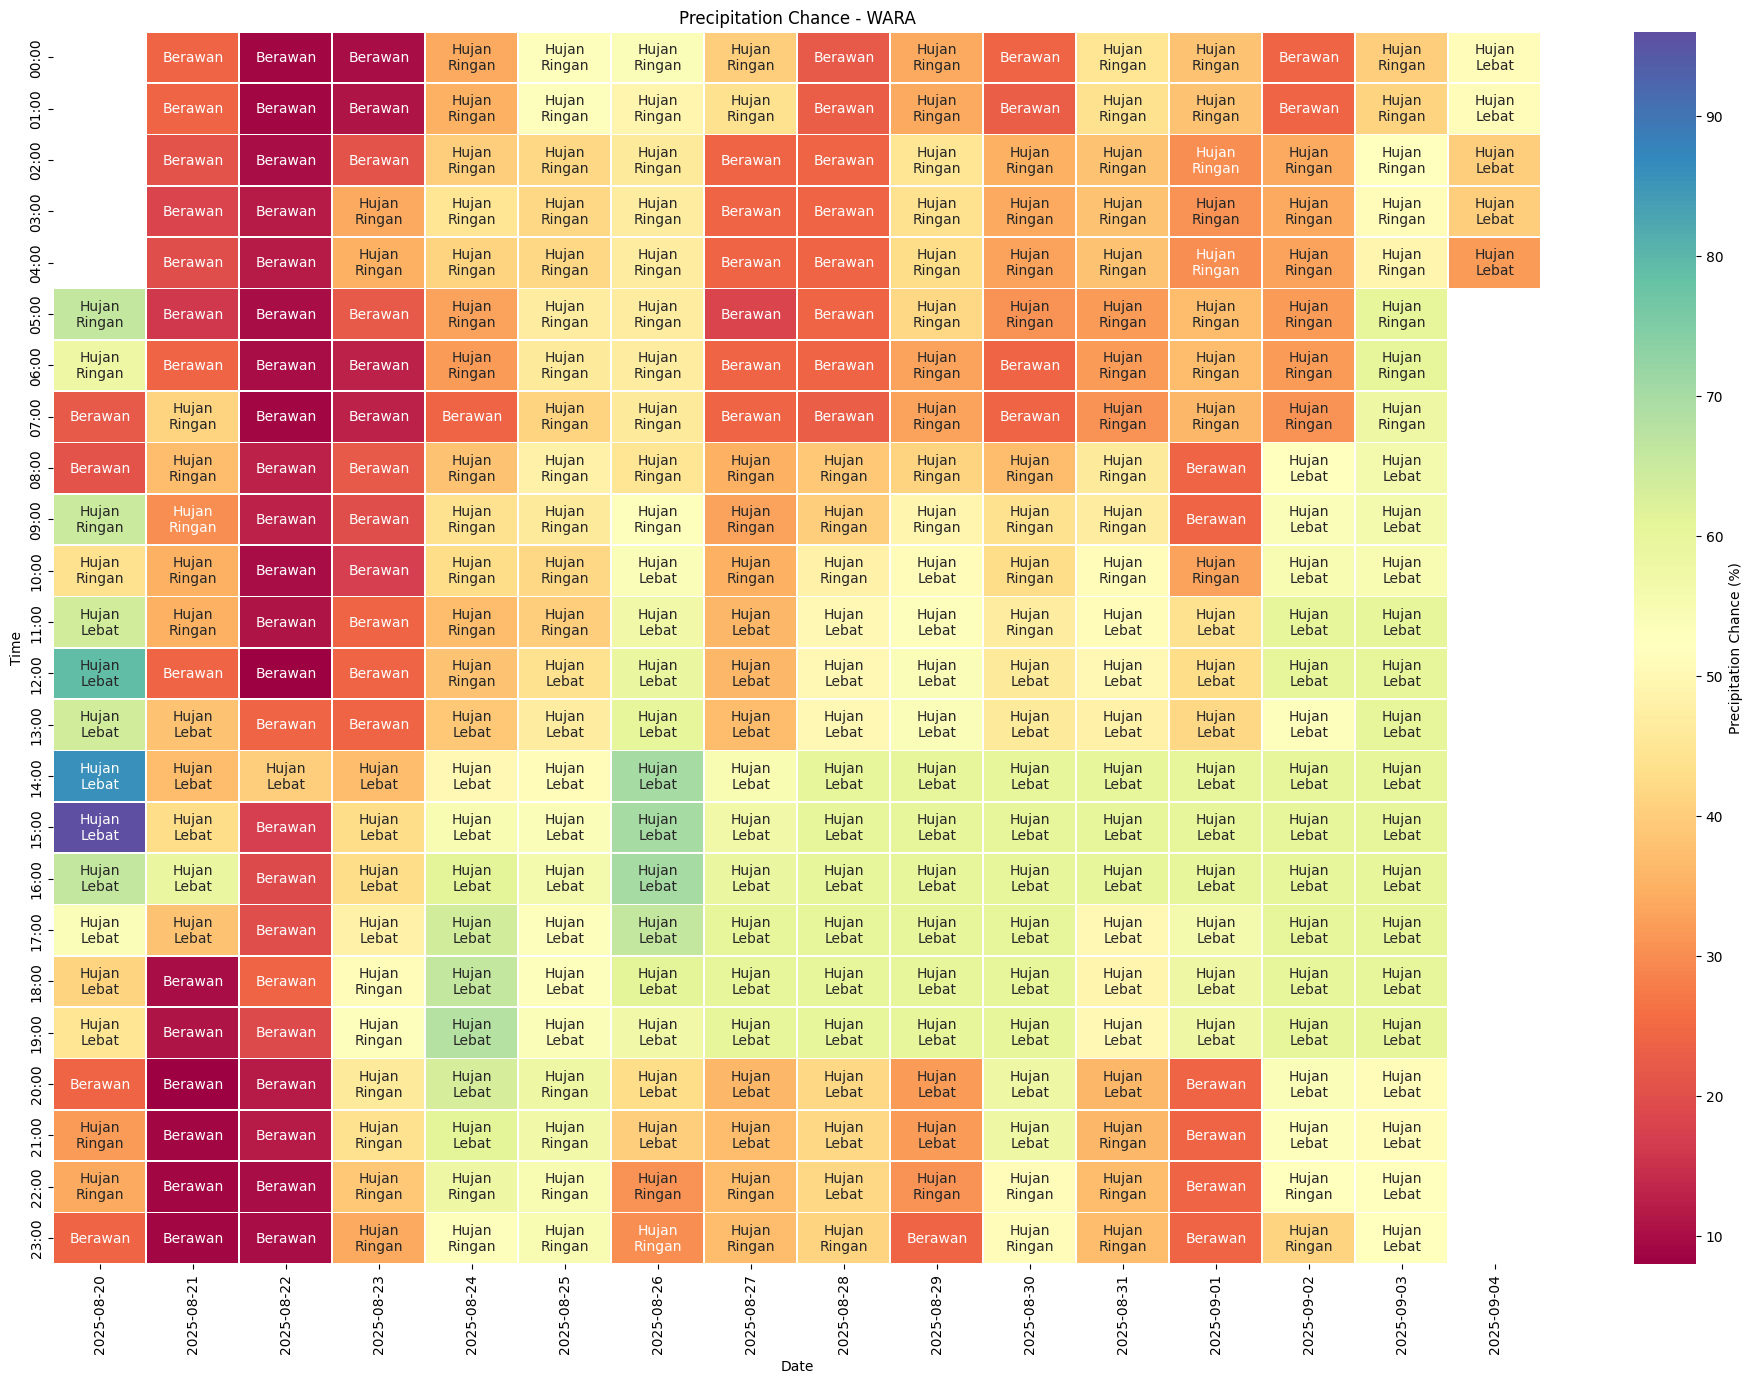 Precipitation Chance - WARA
00:00 Berawan Berawan Berawan Hujan Ringan Hujan Ringan Hujan Ringan Hujan Ringan Berawan Hujan Ringan Berawan Hujan Ringan Hujan Ringan Berawan Hujan Ringan Hujan Lebat
01:00 Berawan Berawan Berawan Hujan Ringan Hujan Ringan Hujan Ringan Hujan Ringan Berawan Hujan Ringan Berawan Hujan Ringan Hujan Ringan Berawan Hujan Ringan Hujan Lebat
02:00 Berawan Berawan Berawan Hujan Ringan Hujan Ringan Hujan Ringan Berawan Berawan Hujan Ringan Hujan Ringan Hujan Ringan Hujan Ringan Hujan Ringan Hujan Ringan Hujan Lebat
03:00 Berawan Berawan Hujan Ringan Hujan Ringan Hujan Ringan Hujan Ringan Berawan Berawan Hujan Ringan Hujan Ringan Hujan Ringan Hujan Ringan Hujan Ringan Hujan Ringan Hujan Lebat
04:00 Berawan Berawan Hujan Ringan Hujan Ringan Hujan Ringan Hujan Ringan Berawan Berawan Hujan Ringan Hujan Ringan Hujan Ringan Hujan Ringan Hujan Ringan Hujan Ringan Hujan Lebat
05:00 Hujan Ringan Berawan Berawan Berawan Hujan Ringan Hujan Ringan Hujan Ringan Berawan Berawan Hujan Ringan Hujan Ringan Hujan Ringan Hujan Ringan Hujan Ringan Hujan Ringan
06:00 Hujan Ringan Berawan Berawan Berawan Hujan Ringan Hujan Ringan Hujan Ringan Berawan Berawan Hujan Ringan Berawan Hujan Ringan Hujan Ringan Hujan Ringan Hujan Ringan
07:00 Berawan Hujan Ringan Berawan Berawan Berawan Hujan Ringan Hujan Ringan Berawan Berawan Hujan Ringan Berawan Hujan Ringan Hujan Ringan Hujan Ringan Hujan Ringan
08:00 Berawan Hujan Ringan Berawan Berawan Hujan Ringan Hujan Ringan Hujan Ringan Hujan Ringan Hujan Ringan Hujan Ringan Hujan Ringan Hujan Ringan Berawan Hujan Lebat Hujan Lebat
09:00 Hujan Ringan Hujan Ringan Berawan Berawan Hujan Ringan Hujan Ringan Hujan Ringan Hujan Ringan Hujan Ringan Hujan Ringan Hujan Ringan Hujan Ringan Berawan Hujan Lebat Hujan Lebat
10:00 Hujan Ringan Hujan Ringan Berawan Berawan Hujan Ringan Hujan Ringan Hujan Lebat Hujan Ringan Hujan Ringan Hujan Lebat Hujan Ringan Hujan Ringan Hujan Ringan Hujan Lebat Hujan Lebat
11:00 Hujan Lebat Hujan Ringan Berawan Berawan Hujan Ringan Hujan Ringan Hujan Lebat Hujan Lebat Hujan Lebat Hujan Lebat Hujan Ringan Hujan Lebat Hujan Lebat Hujan Lebat Hujan Lebat
12:00 Hujan Lebat Berawan Berawan Berawan Hujan Ringan Hujan Lebat Hujan Lebat Hujan Lebat Hujan Lebat Hujan Lebat Hujan Lebat Hujan Lebat Hujan Lebat Hujan Lebat Hujan Lebat
13:00 Hujan Lebat Hujan Lebat Berawan Berawan Hujan Lebat Hujan Lebat Hujan Lebat Hujan Lebat Hujan Lebat Hujan Lebat Hujan Lebat Hujan Lebat Hujan Lebat Hujan Lebat Hujan Lebat
14:00 Hujan Lebat Hujan Lebat Hujan Lebat Hujan Lebat Hujan Lebat Hujan Lebat Hujan Lebat Hujan Lebat Hujan Lebat Hujan Lebat Hujan Lebat Hujan Lebat Hujan Lebat Hujan Lebat Hujan Lebat
15:00 Hujan Lebat Hujan Lebat Berawan Hujan Lebat Hujan Lebat Hujan Lebat Hujan Lebat Hujan Lebat Hujan Lebat Hujan Lebat Hujan Lebat Hujan Lebat Hujan Lebat Hujan Lebat Hujan Lebat
16:00 Hujan Lebat Hujan Lebat Berawan Hujan Lebat Hujan Lebat Hujan Lebat Hujan Lebat Hujan Lebat Hujan Lebat Hujan Lebat Hujan Lebat Hujan Lebat Hujan Lebat Hujan Lebat Hujan Lebat
17:00 Hujan Lebat Hujan Lebat Berawan Hujan Lebat Hujan Lebat Hujan Lebat Hujan Lebat Hujan Lebat Hujan Lebat Hujan Lebat Hujan Lebat Hujan Lebat Hujan Lebat Hujan Lebat Hujan Lebat
18:00 Hujan Lebat Berawan Berawan Hujan Ringan Hujan Lebat Hujan Lebat Hujan Lebat Hujan Lebat Hujan Lebat Hujan Lebat Hujan Lebat Hujan Lebat Hujan Lebat Hujan Lebat Hujan Lebat
19:00 Hujan Lebat Berawan Berawan Hujan Ringan Hujan Lebat Hujan Lebat Hujan Lebat Hujan Lebat Hujan Lebat Hujan Lebat Hujan Lebat Hujan Lebat Hujan Lebat Hujan Lebat Hujan Lebat
20:00 Berawan Berawan Berawan Hujan Ringan Hujan Lebat Hujan Ringan Hujan Lebat Hujan Lebat Hujan Lebat Hujan Lebat Hujan Lebat Hujan Lebat Berawan Hujan Lebat Hujan Lebat
21:00 Hujan Ringan Berawan Berawan Hujan Ringan Hujan Lebat Hujan Ringan Hujan Lebat Hujan Lebat Hujan Lebat Hujan Lebat Hujan Lebat Hujan Ringan Berawan Hujan Lebat Hujan Lebat
22:00 Hujan Ringan Berawan Berawan Hujan Ringan Hujan Ringan Hujan Ringan Hujan Ringan Hujan Ringan Hujan Lebat Hujan Ringan Hujan Ringan Hujan Ringan Berawan Hujan Ringan Hujan Lebat
23:00 Berawan Berawan Berawan Hujan Ringan Hujan Ringan Hujan Ringan Hujan Ringan Hujan Ringan Hujan Ringan Berawan Hujan Ringan Hujan Ringan Berawan Hujan Ringan Hujan Lebat
Time
2025-08-20 2025-08-21 2025-08-22 2025-08-23 2025-08-24 2025-08-25 2025-08-26 2025-08-27 2025-08-28 2025-08-29 2025-08-30 2025-08-31 2025-09-01 2025-09-02 2025-09-03 2025-09-04
Date
90
80
70
60
50
40
30
20
10
Precipitation Chance (%)